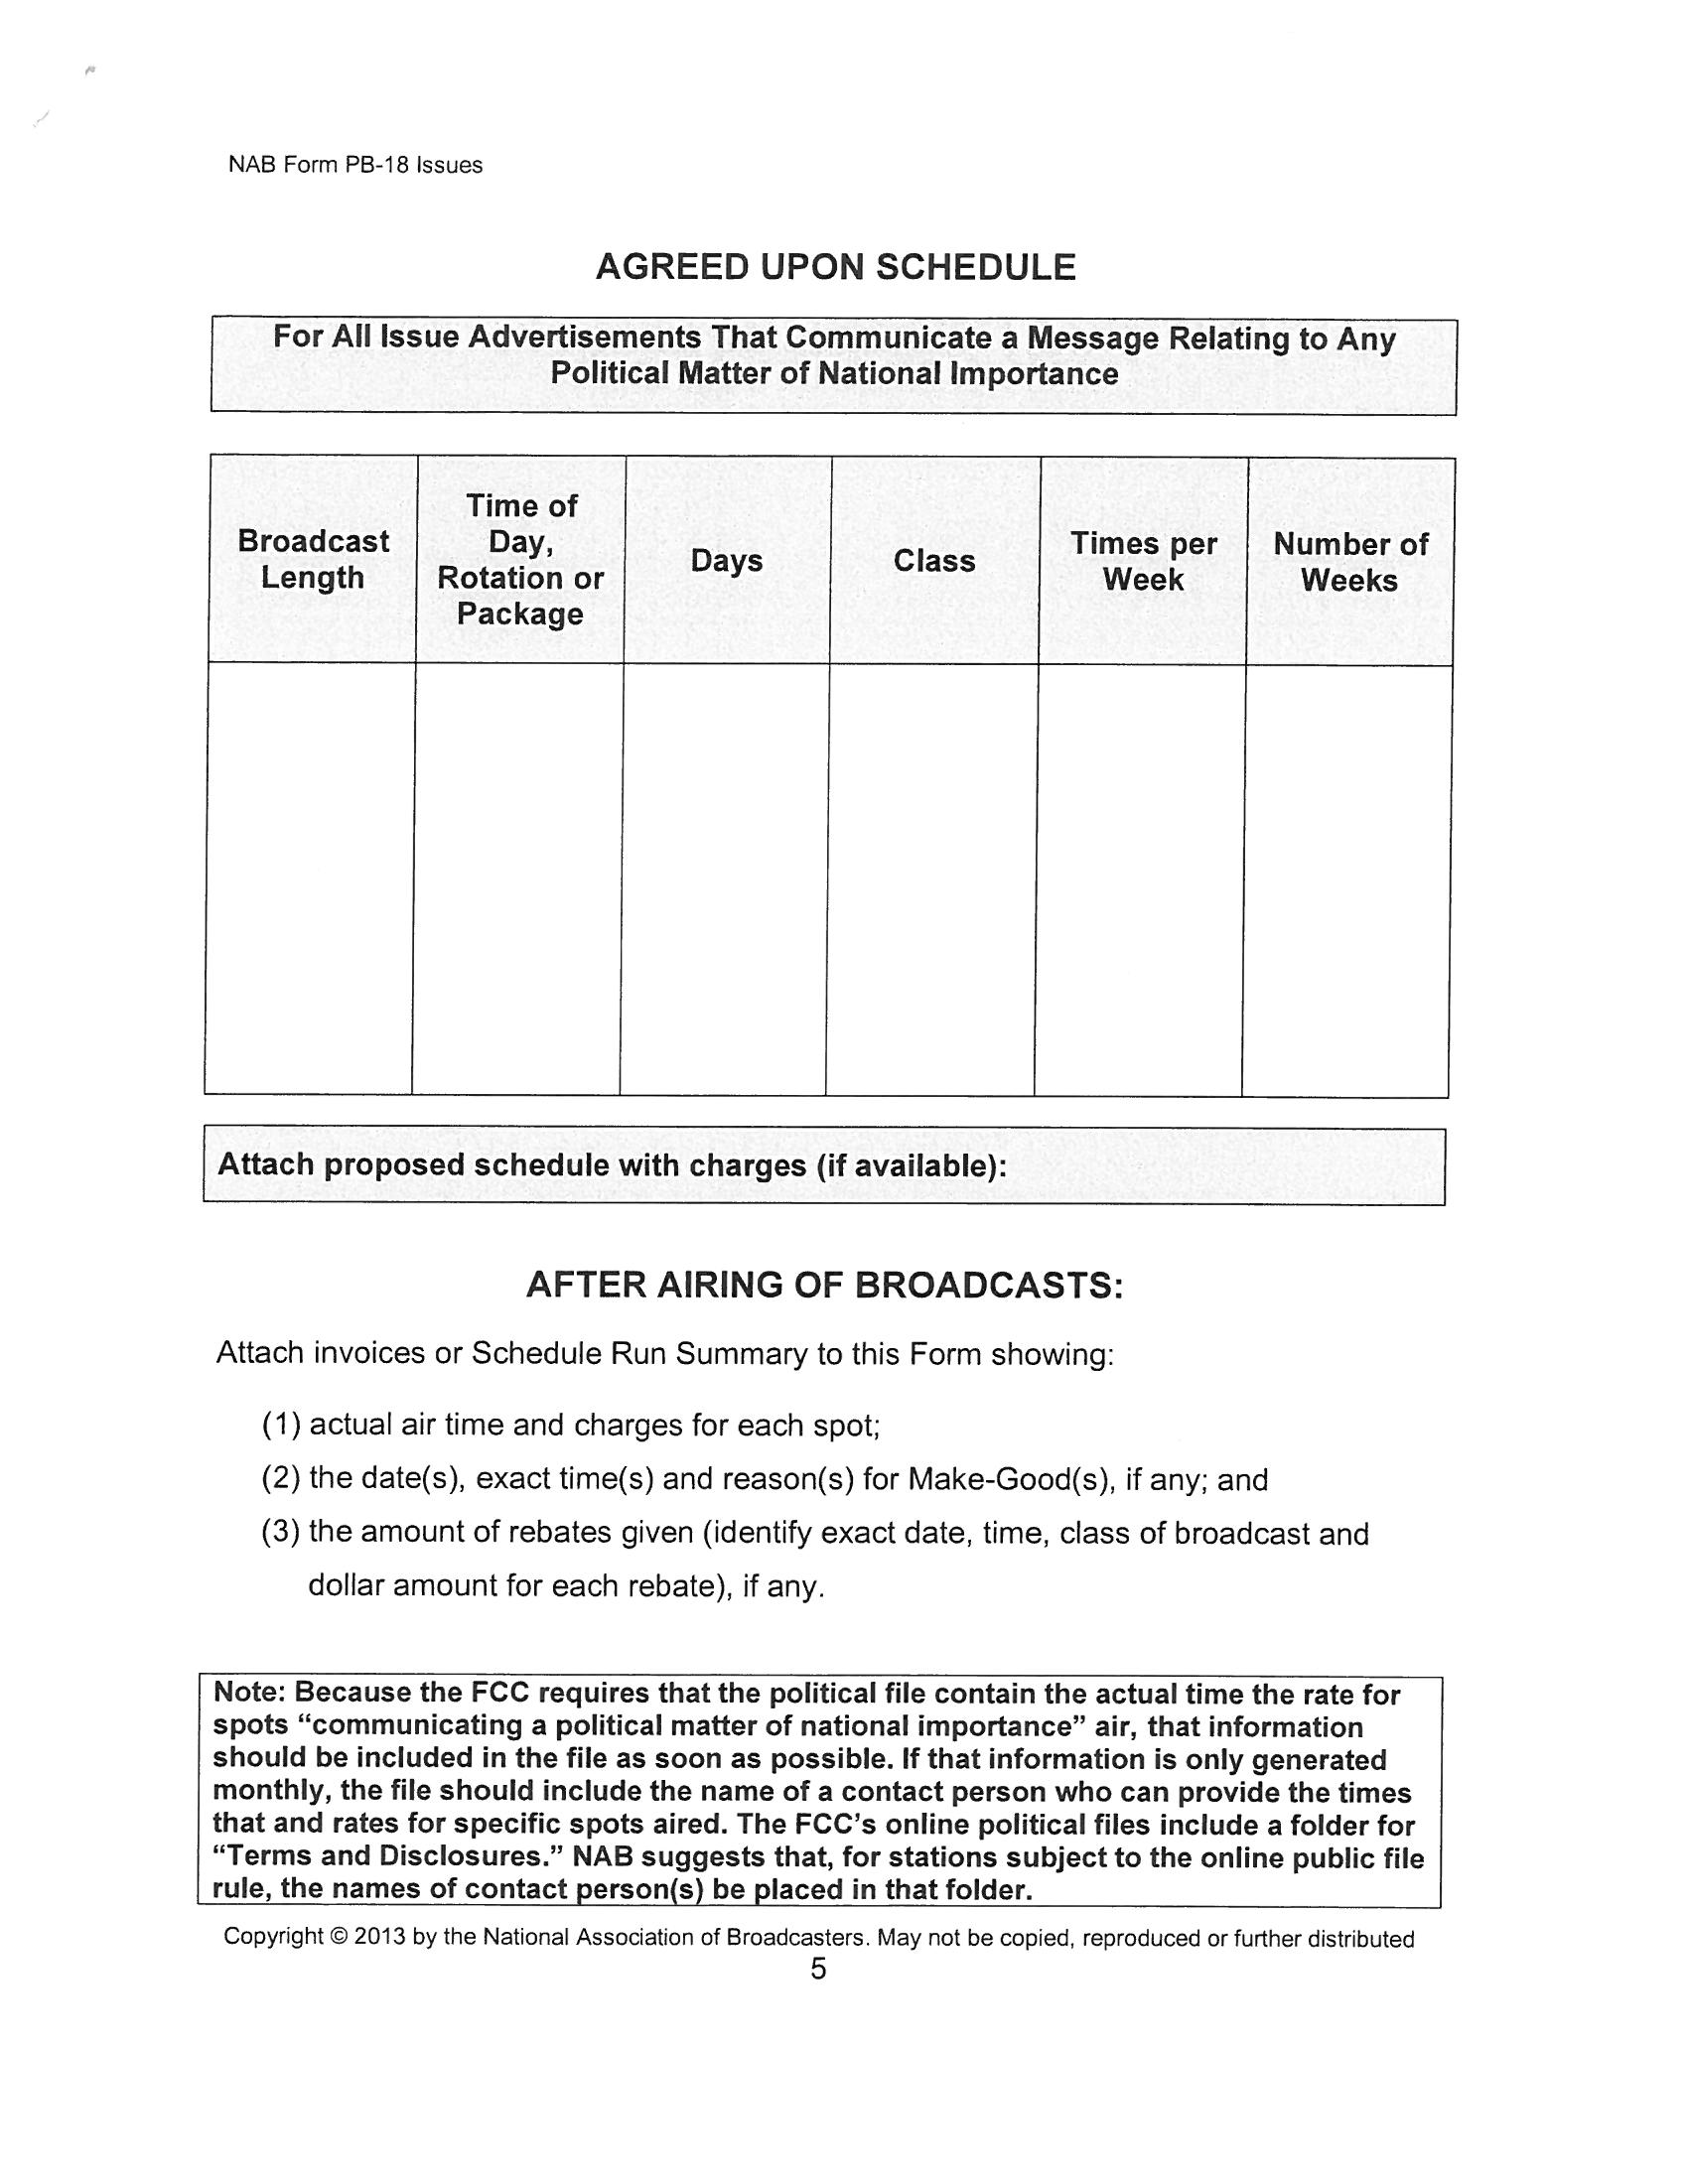 NAB Form PB-18 Issues
AGREED UPON SCHEDULE
For All Issue Advertisements That Communicate a Message Relating to Any
Political Matter of National Importance
Broadcast
Length
Time of
Day,
Rotation or
Package
Days
Class
Times per
Week
Number of
Weeks
Attach proposed schedule with charges (if available):
AFTER AIRING OF BROADCASTS:
Attach invoices or Schedule Run Summary to this Form showing:
(1) actual air time and charges for each spot;
(2) the date(s), exact time(s) and reason(s) for Make-Good(s), if any; and
(3) the amount of rebates given (identify exact date, time, class of broadcast and
dollar amount for each rebate), if any.
Note: Because the FCC requires that the political file contain the actual time the rate for
spots “communicating a political matter of national importance” air, that information
should be included in the file as soon as possible. If that information is only generated
monthly, the file should include the name of a contact person who can provide the times
that and rates for specific spots aired. The FCC’s online political files include a folder for
“Terms and Disclosures.” NAB suggests that, for stations subject to the online public file
rule, the names of contact person(s) be placed in that folder.
Copyright © 2013 by the National Association of Broadcasters. May not be copied, reproduced or further distributed
5